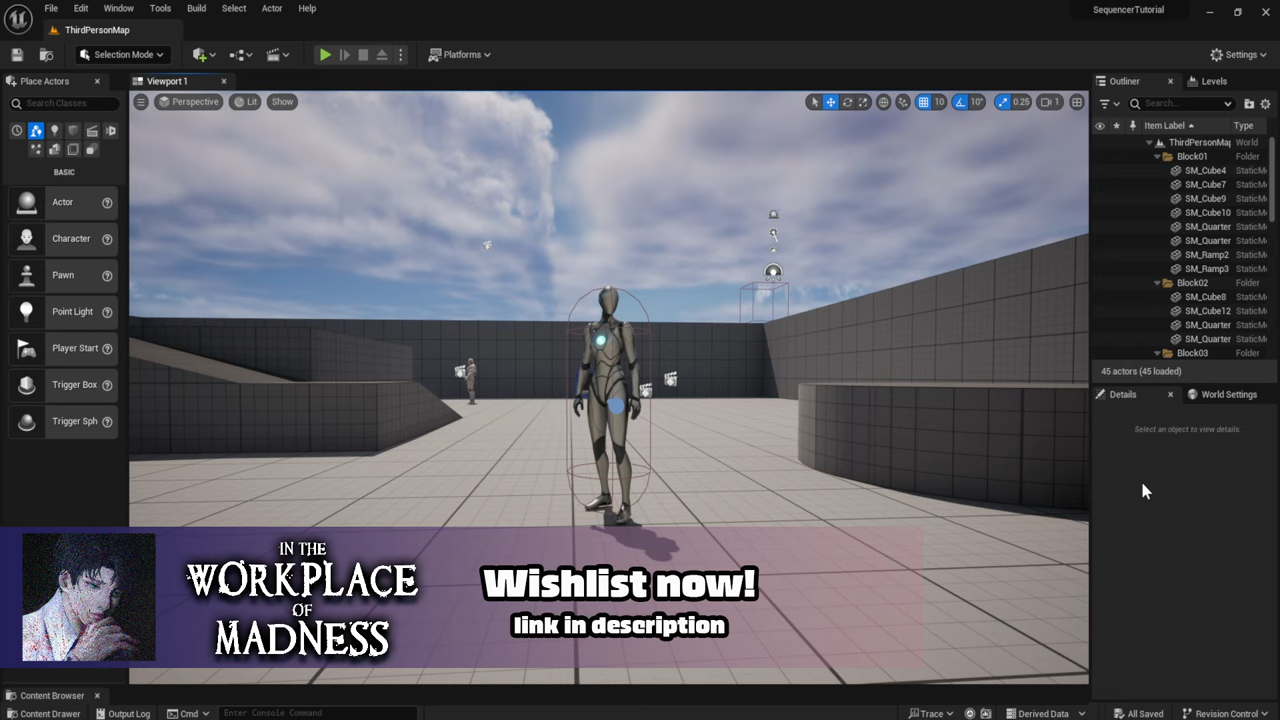 File Edit Window Tools Build Select Actor Help
SequencerTutorial
ThirdPersonMap
Selection Mode
Platforms
Settings
Place Actors
Viewport 1
Outliner
Levels
Search Classes
Perspective
Lit
Show
10
10°
0.25
1
Search...
Item Label
Type
ThirdPersonMap World
Block01 Folder
SM_Cube4 StaticMe
SM_Cube7 StaticMe
SM_Cube9 StaticMe
SM_Cube10 StaticMe
SM_Quarter StaticMe
SM_Quarter StaticMe
SM_Ramp2 StaticMe
SM_Ramp3 StaticMe
Block02 Folder
SM_Cube8 StaticMe
SM_Cube12 StaticMe
SM_Quarter StaticMe
SM_Quarter StaticMe
Block03 Folder
45 actors (45 loaded)
BASIC
Actor
Character
Pawn
Point Light
Player Start
Trigger Box
Trigger Sph
Details
World Settings
Select an object to view details.
IN THE
WORKPLACE
OF
MADNESS
Wishlist now!
link in description
Content Browser
Content Drawer
Output Log
Cmd
Enter Console Command
Trace
Derived Data
All Saved
Revision Control